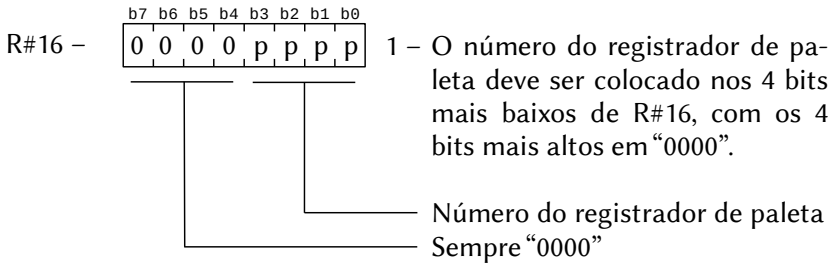 b7 b6 b5 b4 b3 b2 b1 b0
R#16 – 0 0 0 0 p p p p 1 – O número do registrador de pa-
leta deve ser colocado nos 4 bits
mais baixos de R#16, com os 4
bits mais altos em “0000”.
Número do registrador de paleta
Sempre “0000”